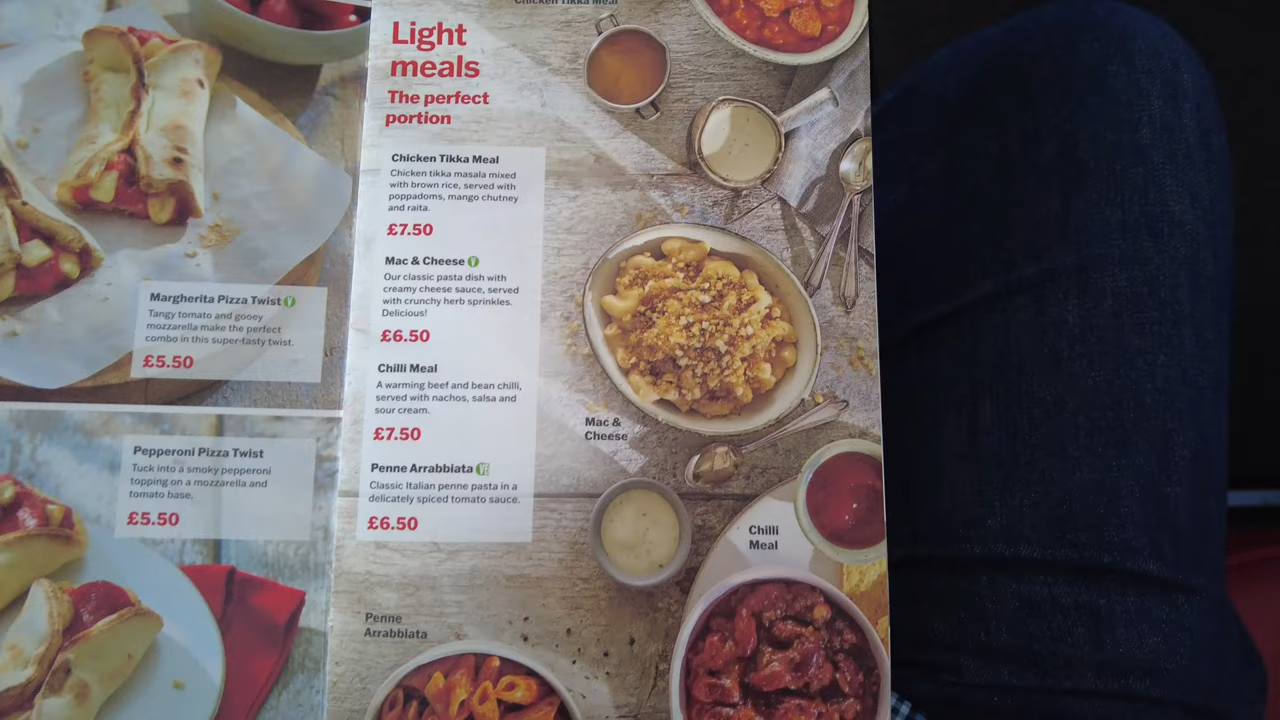 Margherita Pizza Twist V
Tangy tomato and gooey
mozzarella make the perfect
combo in this super-tasty twist.
£5.50
Pepperoni Pizza Twist
Tuck into a smoky pepperoni
topping on a mozzarella and
tomato base.
£5.50
Chicken Tikka Meal
Light
meals
The perfect
portion
Chicken Tikka Meal
Chicken tikka masala mixed
with brown rice, served with
poppadoms, mango chutney
and raita.
£7.50
Mac & Cheese V
Our classic pasta dish with
creamy cheese sauce, served
with crunchy herb sprinkles.
Delicious!
£6.50
Chilli Meal
A warming beef and bean chilli,
served with nachos, salsa and
sour cream.
£7.50
Penne Arrabbiata VE
Classic Italian penne pasta in a
delicately spiced tomato sauce.
£6.50
Mac &
Cheese
Chilli
Meal
Penne
Arrabbiata